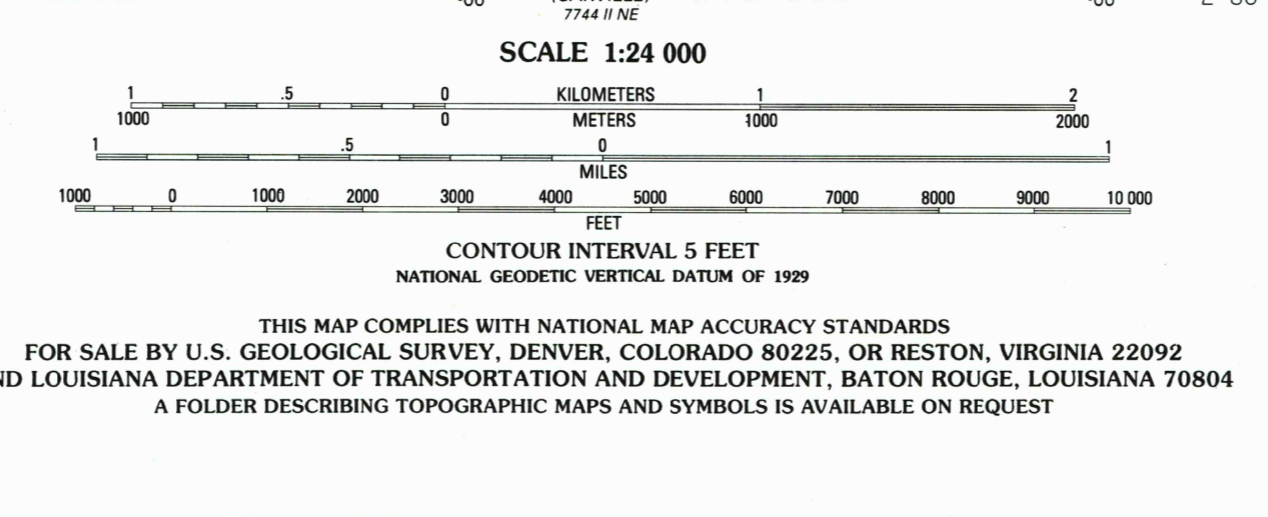 7744 II NE
SCALE 1:24 000
1 .5 0 KILOMETERS 1 2
1000 0 METERS 1000 2000
1 .5 0 1
MILES
1000 0 1000 2000 3000 4000 5000 6000 7000 8000 9000 10 000
FEET
CONTOUR INTERVAL 5 FEET
NATIONAL GEODETIC VERTICAL DATUM OF 1929
THIS MAP COMPLIES WITH NATIONAL MAP ACCURACY STANDARDS
FOR SALE BY U.S. GEOLOGICAL SURVEY, DENVER, COLORADO 80225, OR RESTON, VIRGINIA 22092
ND LOUISIANA DEPARTMENT OF TRANSPORTATION AND DEVELOPMENT, BATON ROUGE, LOUISIANA 70804
A FOLDER DESCRIBING TOPOGRAPHIC MAPS AND SYMBOLS IS AVAILABLE ON REQUEST